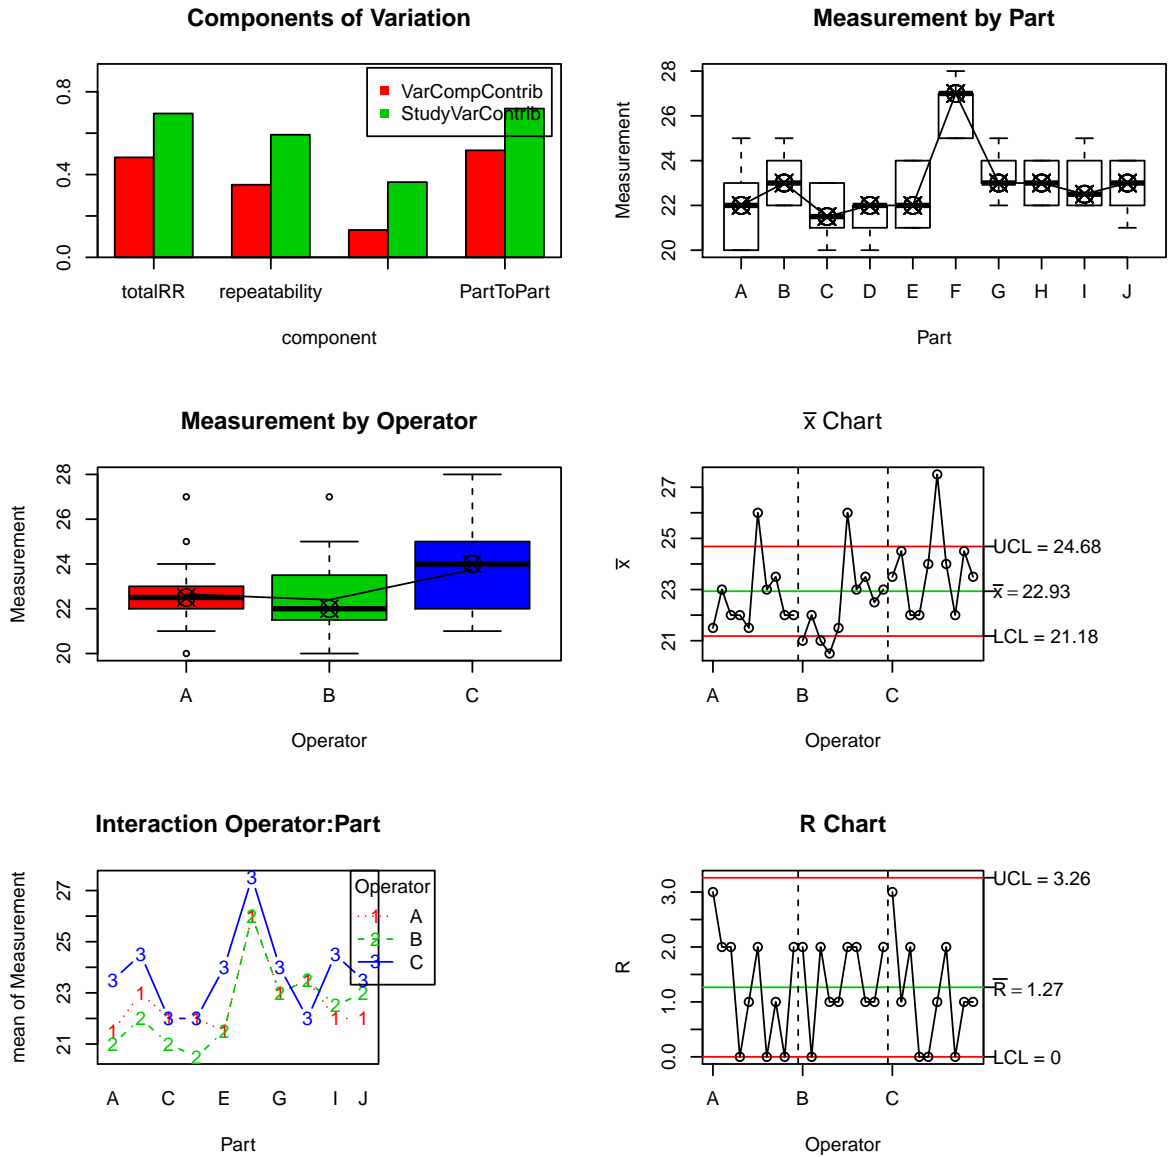 Components of Variation
VarCompContrib
StudyVarContrib
0.0 0.4 0.8
totalRR repeatability PartToPart
component
Measurement by Part
Measurement
20 22 24 26 28
A B C D E F G H I J
Part
Measurement by Operator
Measurement
20 22 24 26 28
A B C
Operator
x̅ Chart
x̅
21 23 25 27
UCL = 24.68
x̅ = 22.93
LCL = 21.18
A B C
Operator
Interaction Operator:Part
mean of Measurement
21 23 25 27
Operator
1 A
2 B
3 C
A C E G I J
Part
R Chart
R
0.0 1.0 2.0 3.0
UCL = 3.26
R̅ = 1.27
LCL = 0
A B C
Operator